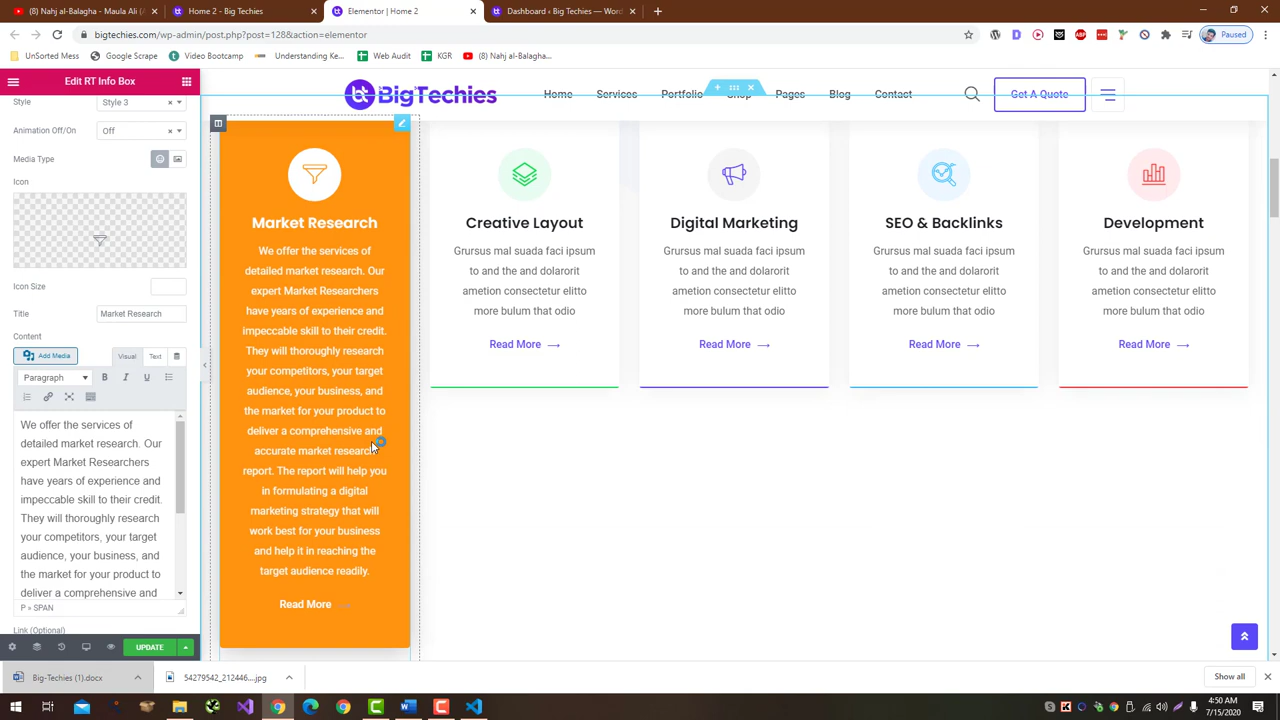 (8) Nahj al-Balagha – Maula Ali (A
Home 2 - Big Techies
Elementor | Home 2
Dashboard ‹ Big Techies — Word
bigtechies.com/wp-admin/post.php?post=128&action=elementor
Paused
UnSorted Mess
Google Scrape
Video Bootcamp
Understanding Ke...
Web Audit
KGR
(8) Nahj al-Balagha...
Edit RT Info Box
Style
Style 3
Animation Off/On
Off
Media Type
Icon
Icon Size
Title
Market Research
Content
Add Media
Visual
Text
Paragraph
B
I
U
We offer the services of
detailed market research. Our
expert Market Researchers
have years of experience and
impeccable skill to their credit.
They will thoroughly research
your competitors, your target
audience, your business, and
the market for your product to
deliver a comprehensive and
P » SPAN
Link (Optional)
UPDATE
BigTechies
Home
Services
Portfolio
Shop
Pages
Blog
Contact
Get A Quote
Market Research
We offer the services of
detailed market research. Our
expert Market Researchers
have years of experience and
impeccable skill to their credit.
They will thoroughly research
your competitors, your target
audience, your business, and
the market for your product to
deliver a comprehensive and
accurate market research
report. The report will help you
in formulating a digital
marketing strategy that will
work best for your business
and help it in reaching the
target audience readily.
Read More
Creative Layout
Grursus mal suada faci ipsum
to and the and dolarorit
ametion consectetur elitto
more bulum that odio
Read More
Digital Marketing
Grursus mal suada faci ipsum
to and the and dolarorit
ametion consectetur elitto
more bulum that odio
Read More
SEO & Backlinks
Grursus mal suada faci ipsum
to and the and dolarorit
ametion consectetur elitto
more bulum that odio
Read More
Development
Grursus mal suada faci ipsum
to and the and dolarorit
ametion consectetur elitto
more bulum that odio
Read More
Big-Techies (1).docx
54279542_212446....jpg
Show all
4:50 AM
7/15/2020